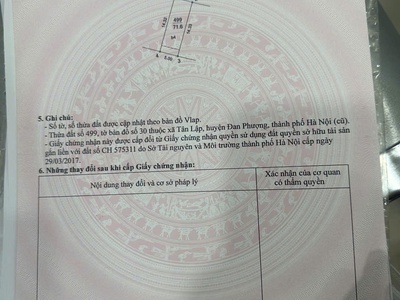 499
71.8
5. Ghi chú:
- Số tờ, số thửa đất được cập nhật theo bản đồ Vlap.
- Thửa đất số 499, tờ bản đồ số 30 thuộc xã Tân Lập, huyện Đan Phượng, thành phố Hà Nội (cũ).
- Giấy chứng nhận này được cấp đổi từ Giấy chứng nhận quyền sử dụng đất quyền sở hữu tài sản
gắn liền với đất số CH 575311 do Sở Tài nguyên và Môi trường thành phố Hà Nội cấp ngày
29/03/2017.
6. Những thay đổi sau khi cấp Giấy chứng nhận:
Nội dung thay đổi và cơ sở pháp lý
Xác nhận của cơ quan
có thẩm quyền